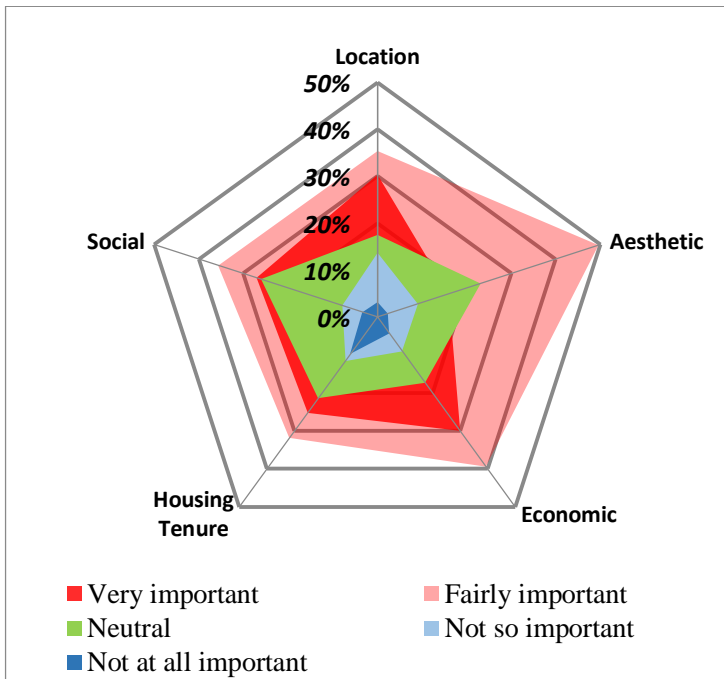 Location
50%
40%
30%
20%
10%
0%
Social
Aesthetic
Housing
Tenure
Economic
Very important
Fairly important
Neutral
Not so important
Not at all important